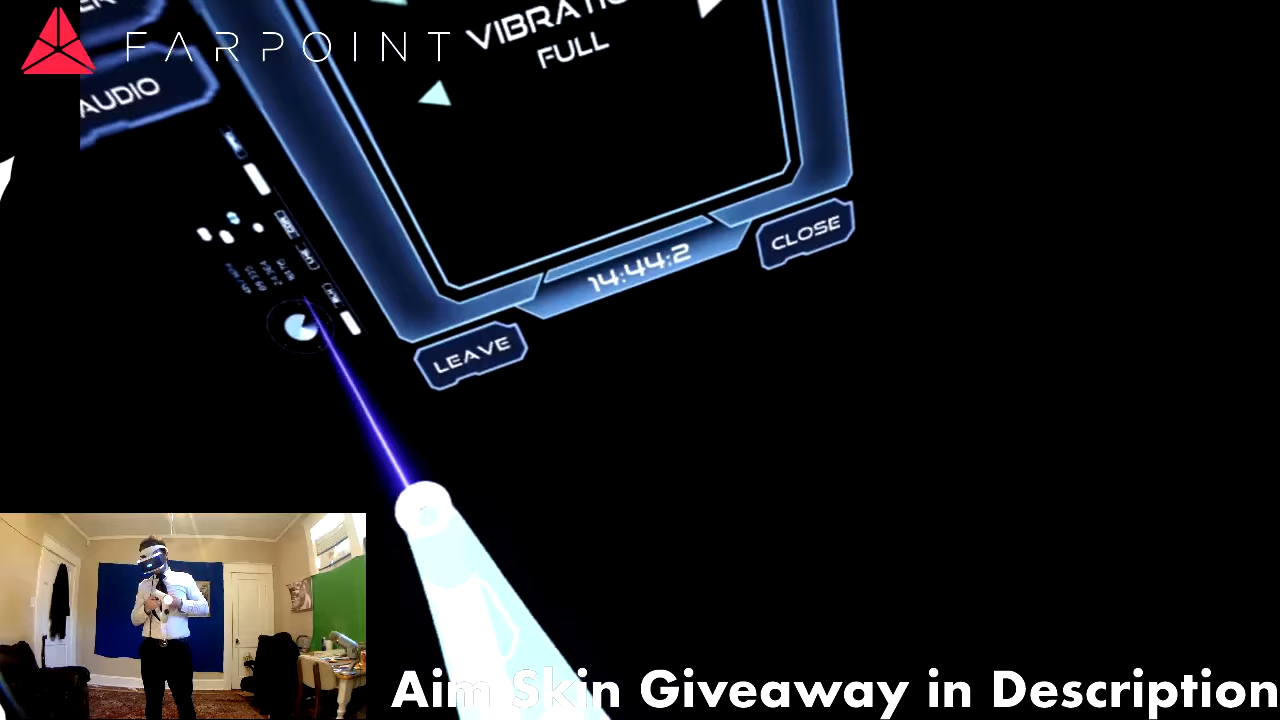 FARPOINT
VIBRATIO
FULL
AUDIO
14:44:2
CLOSE
LEAVE
Aim Skin Giveaway in Description